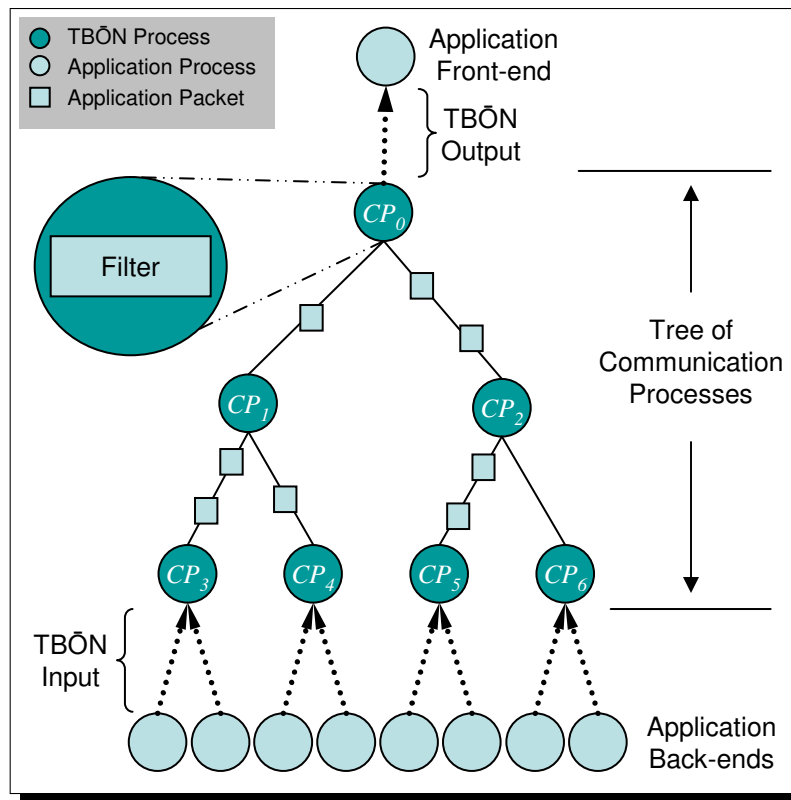 TBŌN Process
Application Process
Application Packet
Application
Front-end
TBŌN
Output
CP0
Filter
Tree of
Communication
Processes
CP1
CP2
CP3
CP4
CP5
CP6
TBŌN
Input
Application
Back-ends